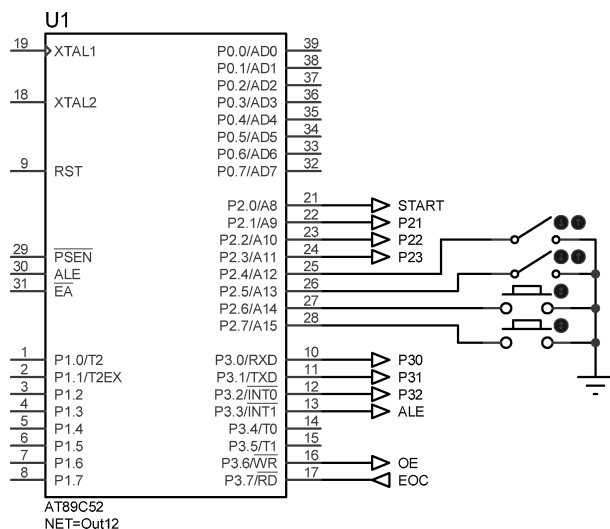 U1
19 XTAL1 P0.0/AD0 39
P0.1/AD1 38
P0.2/AD2 37
18 XTAL2 P0.3/AD3 36
P0.4/AD4 35
P0.5/AD5 34
P0.6/AD6 33
9 RST P0.7/AD7 32
P2.0/A8 21 START
P2.1/A9 22 P21
P2.2/A10 23 P22
29 PSEN P2.3/A11 24 P23
30 ALE P2.4/A12 25
31 EA P2.5/A13 26
P2.6/A14 27
P2.7/A15 28
1 P1.0/T2 P3.0/RXD 10 P30
2 P1.1/T2EX P3.1/TXD 11 P31
3 P1.2 P3.2/INT0 12 P32
4 P1.3 P3.3/INT1 13 ALE
5 P1.4 P3.4/T0 14
6 P1.5 P3.5/T1 15
7 P1.6 P3.6/WR 16 OE
8 P1.7 P3.7/RD 17 EOC
AT89C52
NET=Out12